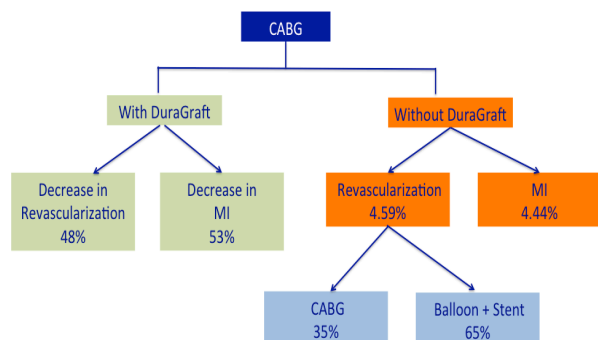 CABG
With DuraGraft
Without DuraGraft
Decrease in
Revascularization
48%
Decrease in
MI
53%
Revascularization
4.59%
MI
4.44%
CABG
35%
Balloon + Stent
65%